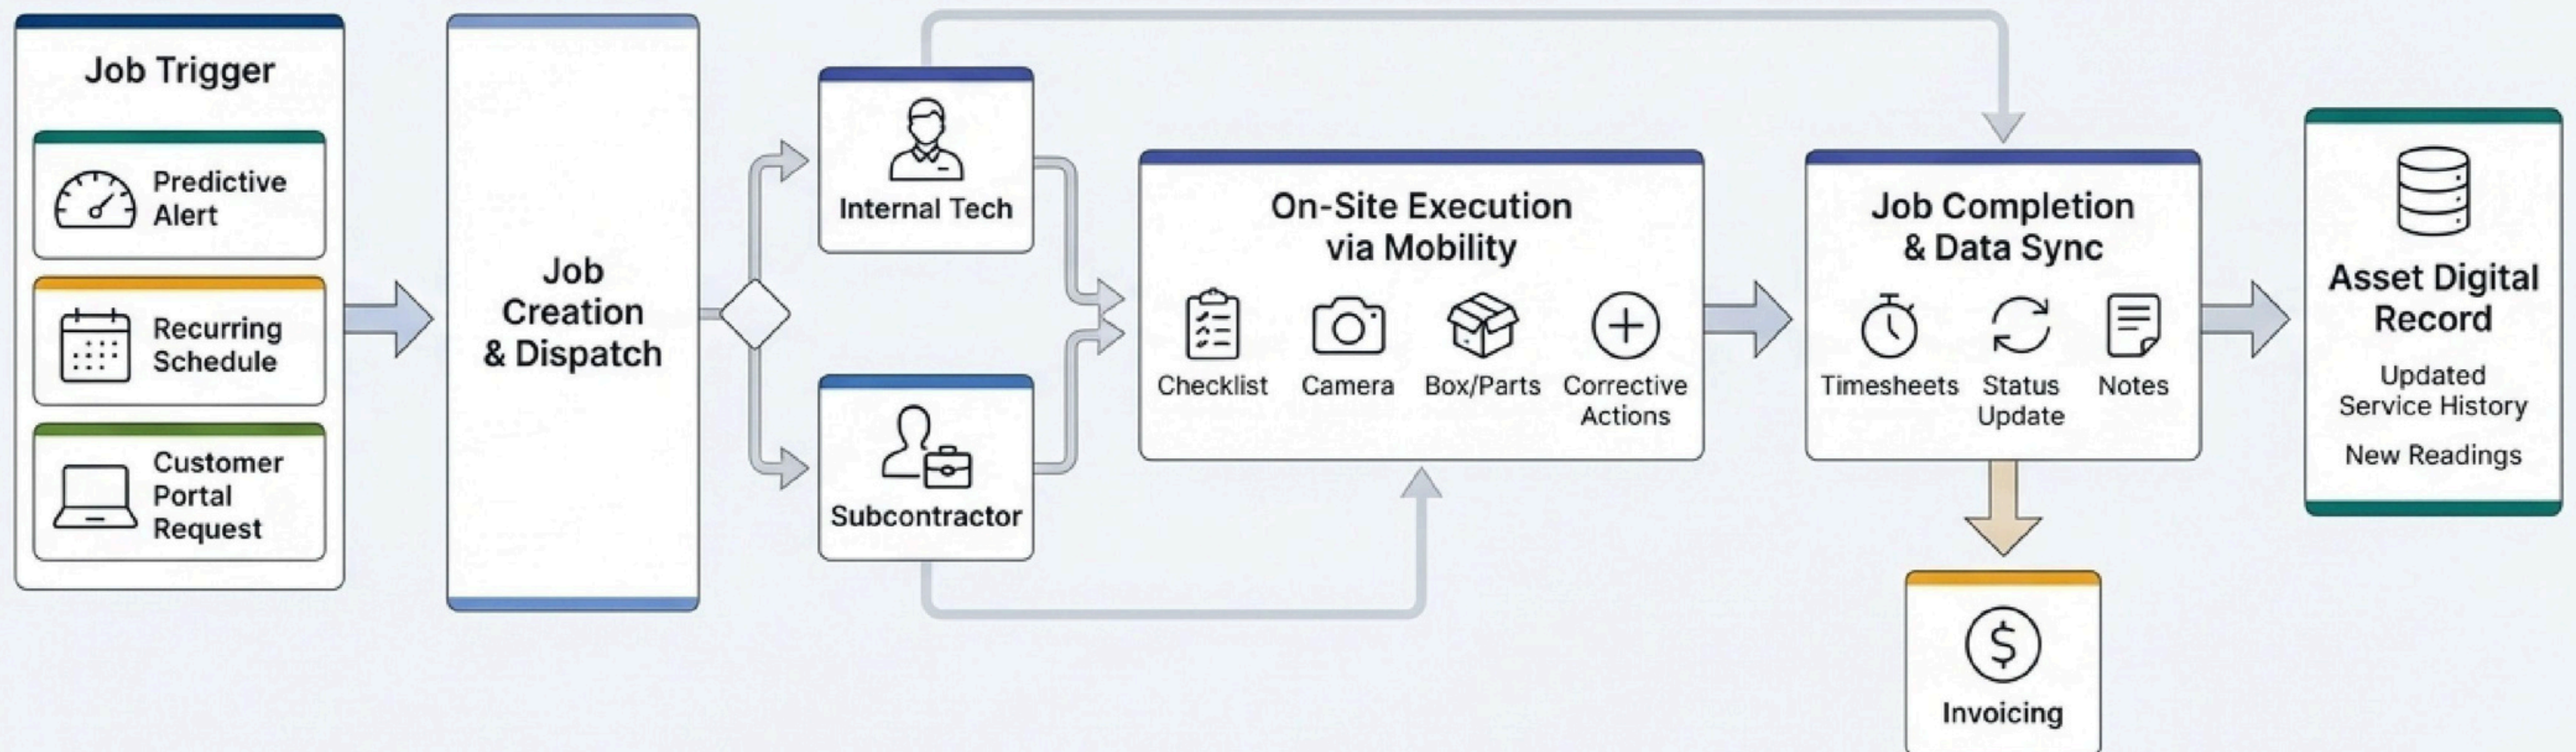 Job Trigger
Predictive
Alert
Recurring
Schedule
Customer
Portal
Request
Job
Creation
& Dispatch
Internal Tech
Subcontractor
On-Site Execution
via Mobility
Checklist
Camera
Box/Parts
Corrective
Actions
Job Completion
& Data Sync
Timesheets
Status
Update
Notes
$
Invoicing
Asset Digital
Record
Updated
Service History
New Readings